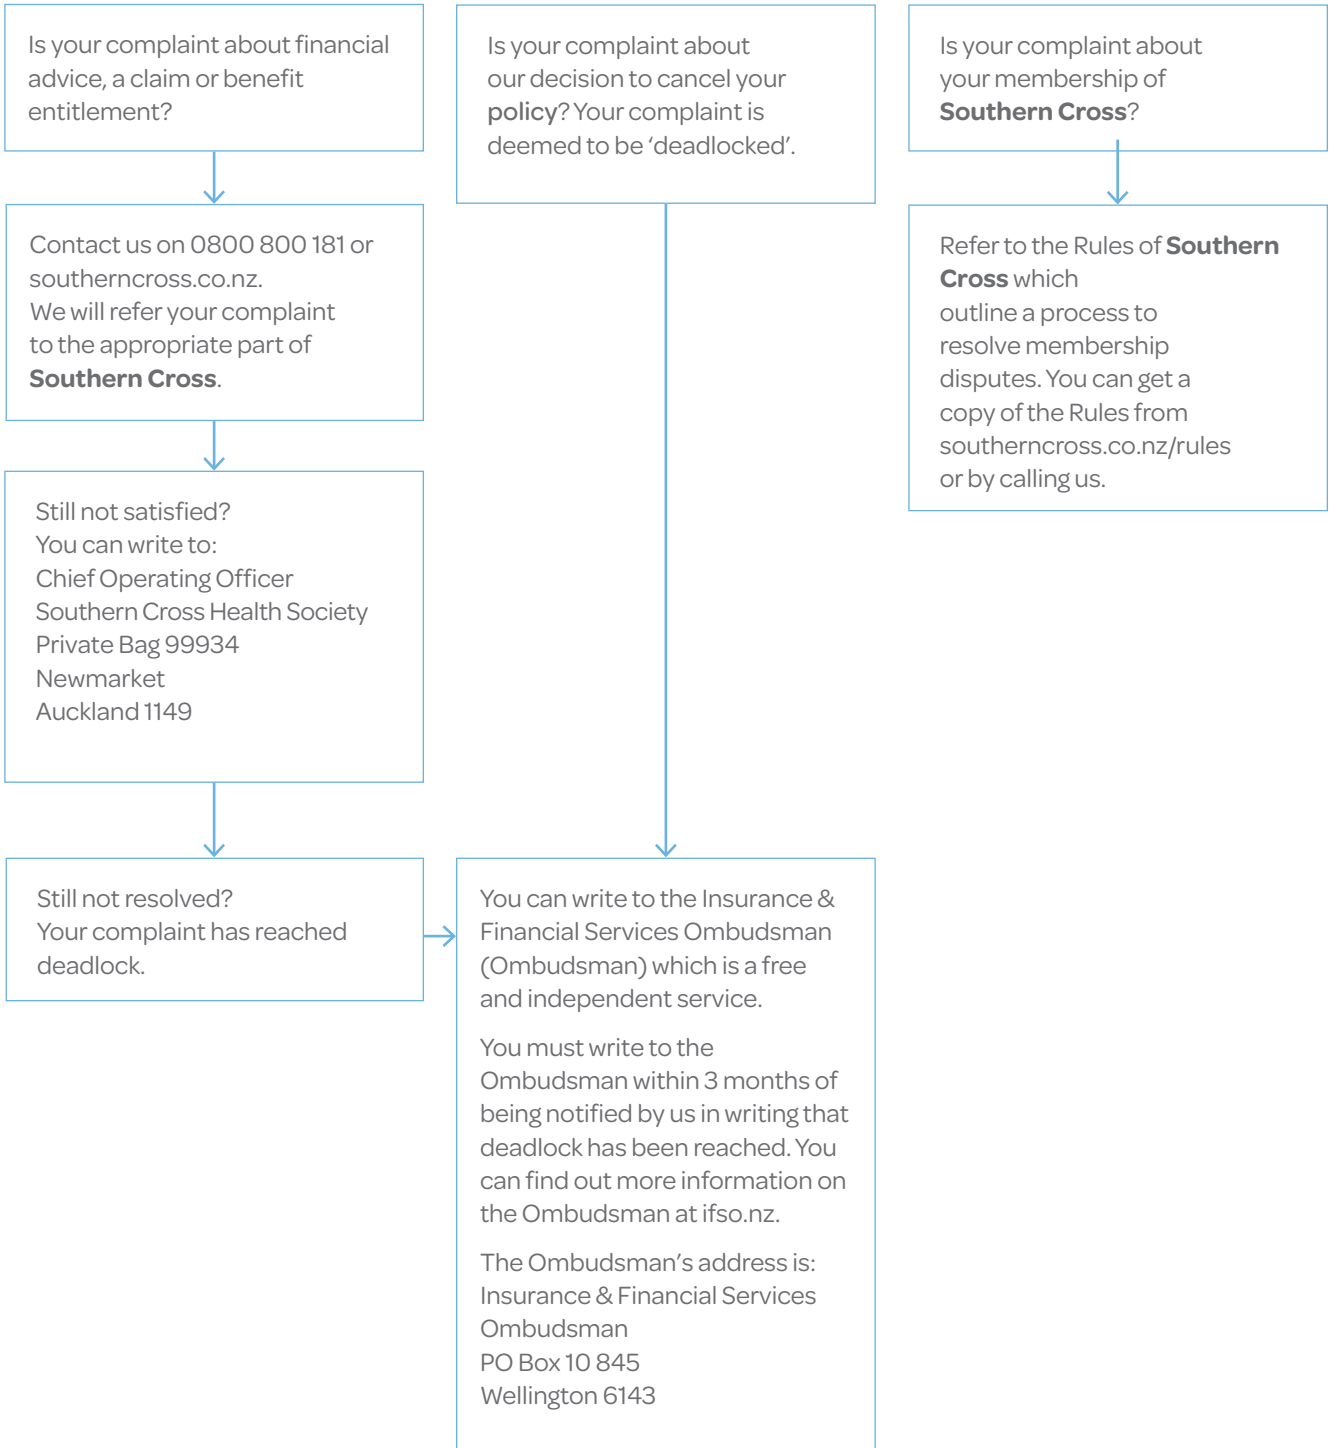 Is your complaint about financial
advice, a claim or benefit
entitlement?
Contact us on 0800 800 181 or
southerncross.co.nz.
We will refer your complaint
to the appropriate part of
Southern Cross.
Still not satisfied?
You can write to:
Chief Operating Officer
Southern Cross Health Society
Private Bag 99934
Newmarket
Auckland 1149
Still not resolved?
Your complaint has reached
deadlock.
Is your complaint about
our decision to cancel your
policy? Your complaint is
deemed to be ‘deadlocked’.
You can write to the Insurance &
Financial Services Ombudsman
(Ombudsman) which is a free
and independent service.
You must write to the
Ombudsman within 3 months of
being notified by us in writing that
deadlock has been reached. You
can find out more information on
the Ombudsman at ifso.nz.
The Ombudsman’s address is:
Insurance & Financial Services
Ombudsman
PO Box 10 845
Wellington 6143
Is your complaint about
your membership of
Southern Cross?
Refer to the Rules of Southern
Cross which
outline a process to
resolve membership
disputes. You can get a
copy of the Rules from
southerncross.co.nz/rules
or by calling us.